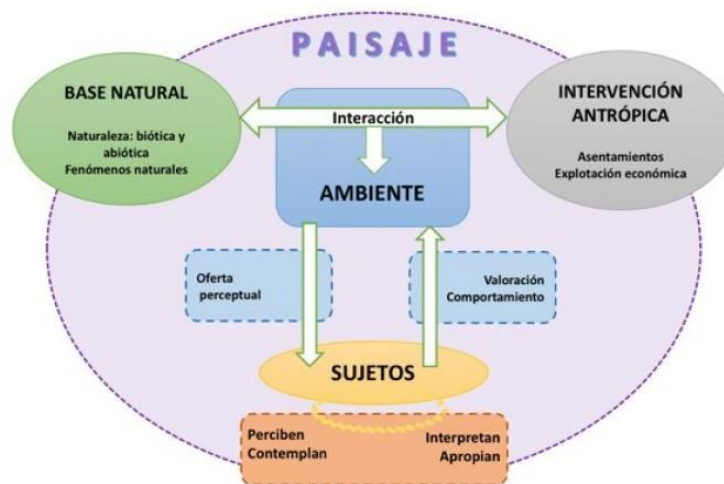 PAISAJE
BASE NATURAL
Naturaleza: biótica y
abiótica
Fenómenos naturales
Interacción
AMBIENTE
INTERVENCIÓN
ANTRÓPICA
Asentamientos
Explotación económica
Oferta
perceptual
Valoración
Comportamiento
SUJETOS
Perciben
Contemplan
Interpretan
Apropian